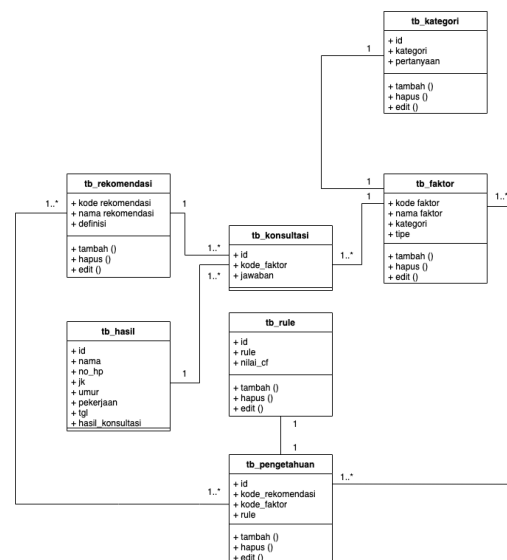 tb_kategori
+ id
+ kategori
+ pertanyaan
+ tambah ()
+ hapus ()
+ edit ()
1
1
tb_rekomendasi
+ kode rekomendasi
+ nama rekomendasi
+ definisi
+ tambah ()
+ hapus ()
+ edit ()
1..*
1
tb_faktor
+ kode faktor
+ nama faktor
+ kategori
+ tipe
+ tambah ()
+ hapus ()
+ edit ()
1
1..*
tb_konsultasi
+ id
+ kode_faktor
+ jawaban
1..*
1..*
1..*
tb_hasil
+ id
+ nama
+ no_hp
+ jk
+ umur
+ pekerjaan
+ tgl
+ hasil_konsultasi
1
tb_rule
+ id
+ rule
+ nilai_cf
+ tambah ()
+ hapus ()
+ edit ()
1
1
tb_pengetahuan
+ id
+ kode_rekomendasi
+ kode_faktor
+ rule
+ tambah ()
+ hapus ()
+ edit ()
1..*
1..*